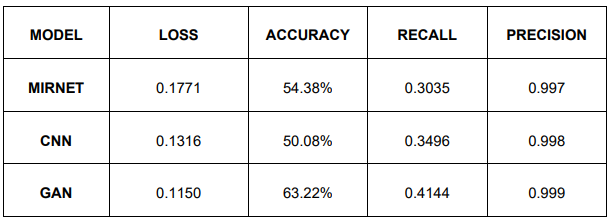 MODEL LOSS ACCURACY RECALL PRECISION
MIRNET 0.1771 54.38% 0.3035 0.997
CNN 0.1316 50.08% 0.3496 0.998
GAN 0.1150 63.22% 0.4144 0.999